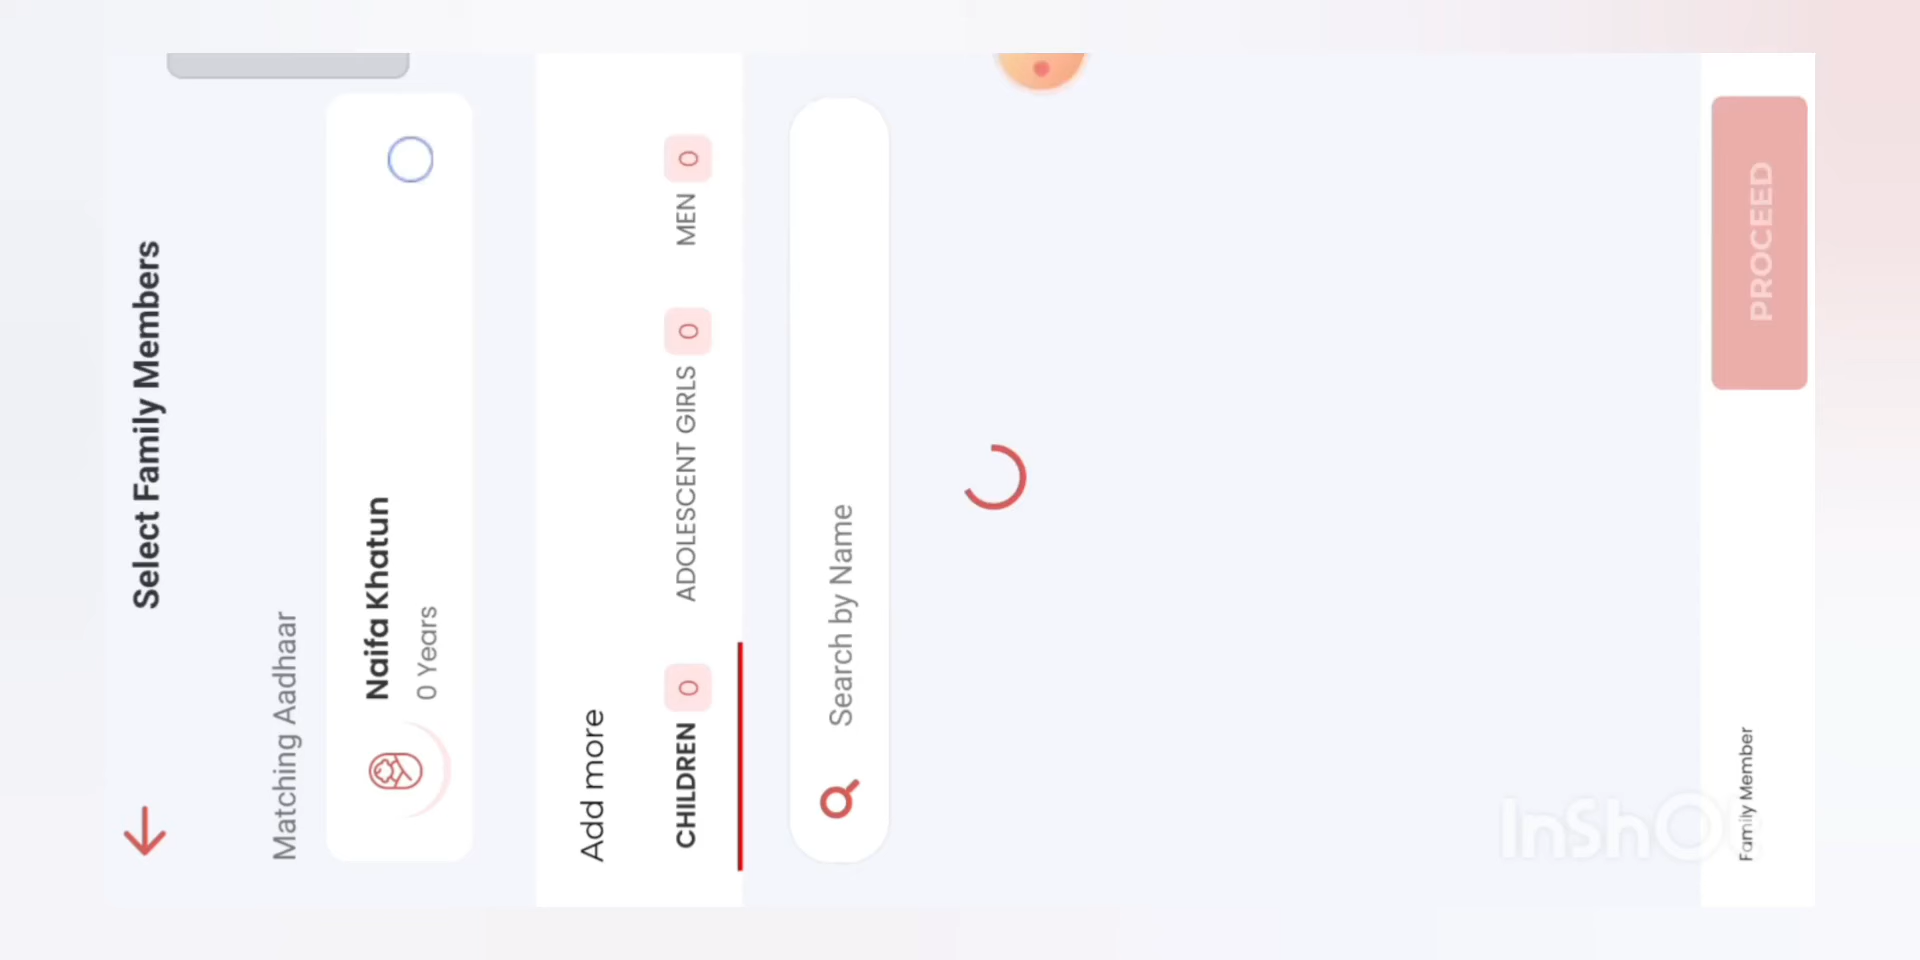 Select Family Members
Matching Aadhaar
Naifa Khatun
0 Years
Add more
CHILDREN 0 ADOLESCENT GIRLS 0 MEN 0
Search by Name
Family Member
PROCEED